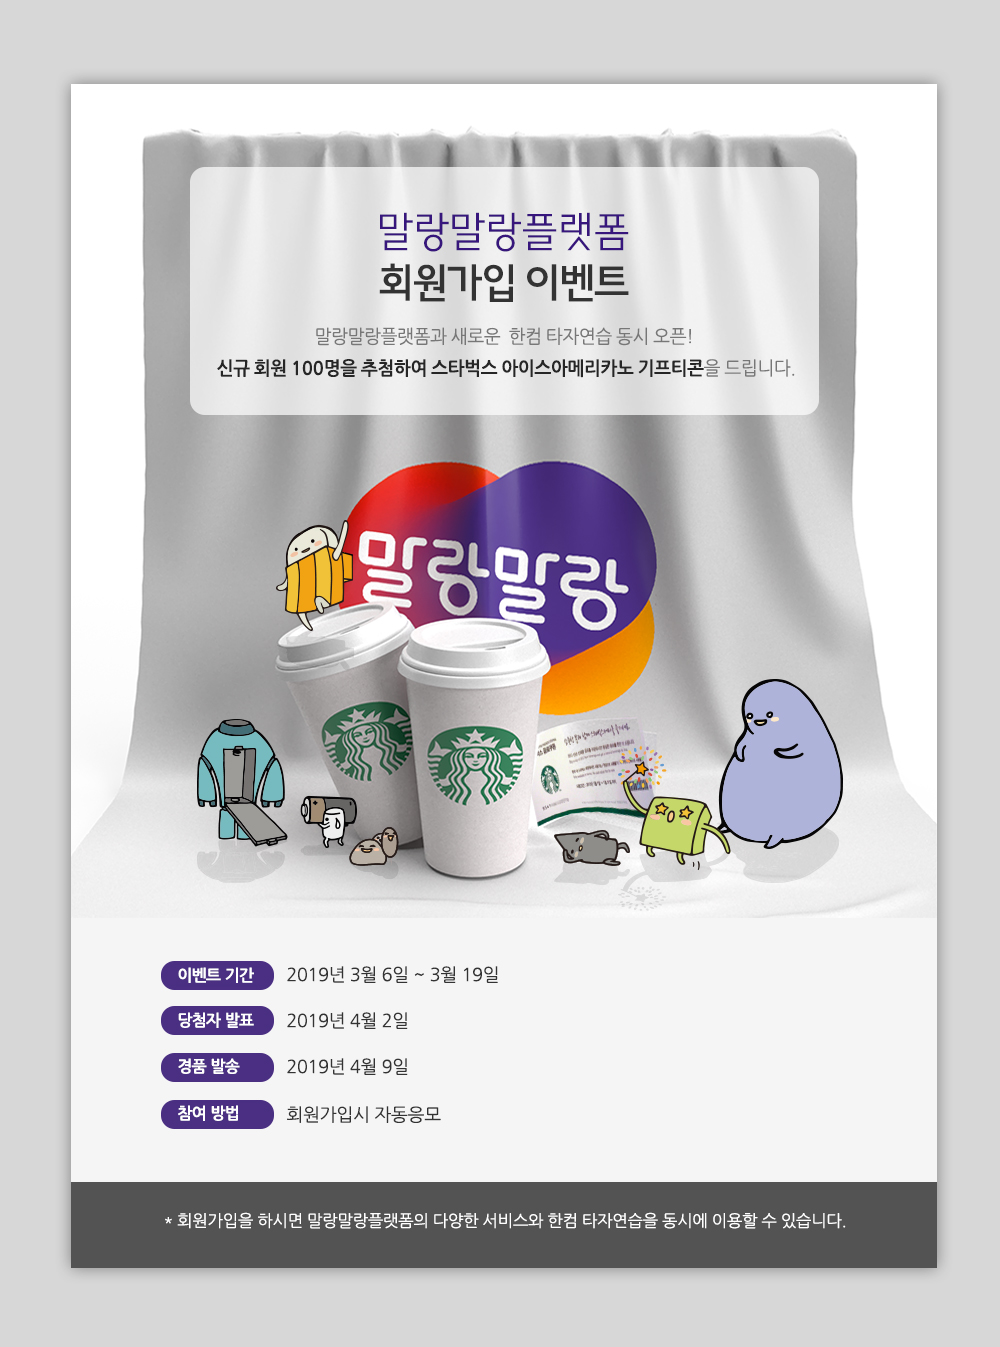 말랑말랑플랫폼
회원가입 이벤트
말랑말랑플랫폼과 새로운 한컴 타자연습 동시 오픈!
신규 회원 100명을 추첨하여 스타벅스 아이스아메리카노 기프티콘을 드립니다.
말랑말랑
이벤트 기간 2019년 3월 6일 ~ 3월 19일
당첨자 발표 2019년 4월 2일
경품 발송 2019년 4월 9일
참여 방법 회원가입시 자동응모
* 회원가입을 하시면 말랑말랑플랫폼의 다양한 서비스와 한컴 타자연습을 동시에 이용할 수 있습니다.